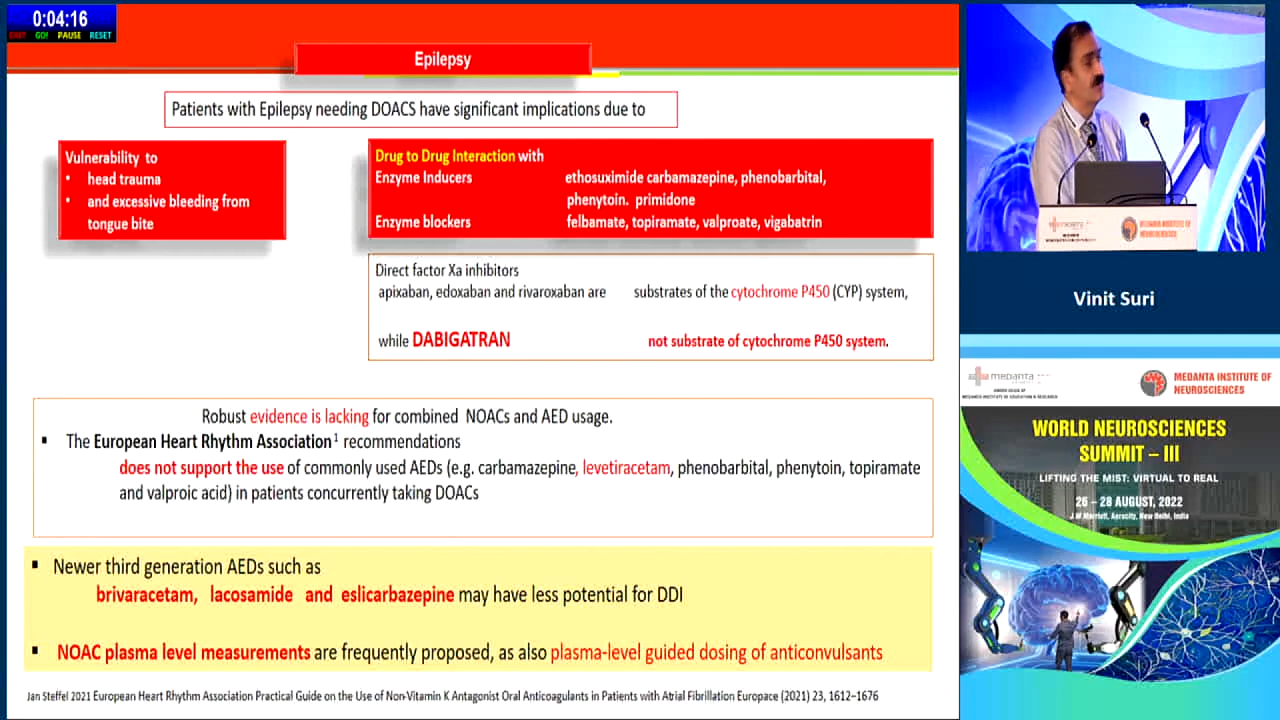 0:04:16
GO! PAUSE RESET
Epilepsy
Patients with Epilepsy needing DOACS have significant implications due to
Vulnerability to
• head trauma
• and excessive bleeding from
tongue bite
Drug to Drug Interaction with
Enzyme Inducers ethosuximide carbamazepine, phenobarbital,
phenytoin. primidone
Enzyme blockers felbamate, topiramate, valproate, vigabatrin
Direct factor Xa inhibitors
apixaban, edoxaban and rivaroxaban are substrates of the cytochrome P450 (CYP) system,
while DABIGATRAN not substrate of cytochrome P450 system.
Robust evidence is lacking for combined NOACs and AED usage.
▪ The European Heart Rhythm Association1 recommendations
does not support the use of commonly used AEDs (e.g. carbamazepine, levetiracetam, phenobarbital, phenytoin, topiramate
and valproic acid) in patients concurrently taking DOACs
▪ Newer third generation AEDs such as
brivaracetam, lacosamide and eslicarbazepine may have less potential for DDI
▪ NOAC plasma level measurements are frequently proposed, as also plasma-level guided dosing of anticonvulsants
Jan Steffel 2021 European Heart Rhythm Association Practical Guide on the Use of Non-Vitamin K Antagonist Oral Anticoagulants in Patients with Atrial Fibrillation Europace (2021) 23, 1612–1676
MEDANTA INSTITUTE OF
NEUROSCIENCES
Vinit Suri
medanta
MEDANTA INSTITUTE OF
NEUROSCIENCES
WORLD NEUROSCIENCES
SUMMIT – III
LIFTING THE MIST: VIRTUAL TO REAL
26 – 28 AUGUST, 2022
J W Marriott, Aerocity, New Delhi, India